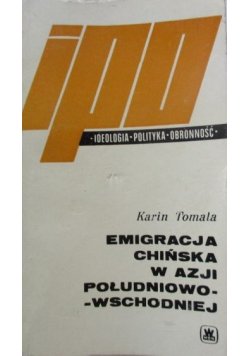 ipo
·IDEOLOGIA·POLITYKA·OBRONNOŚĆ·
Karin Tomala
EMIGRACJA
CHIŃSKA
W AZJI
POŁUDNIOWO-
-WSCHODNIEJ